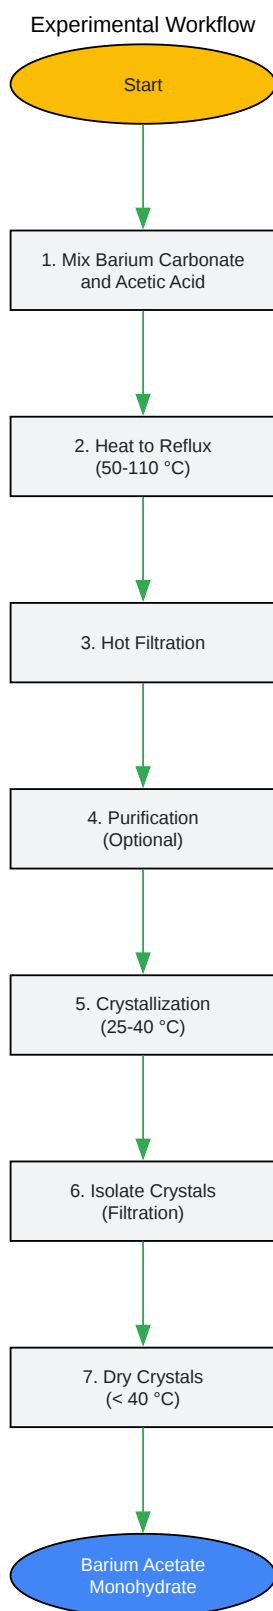 Experimental Workflow
Start
1. Mix Barium Carbonate
and Acetic Acid
2. Heat to Reflux
(50-110 °C)
3. Hot Filtration
4. Purification
(Optional)
5. Crystallization
(25-40 °C)
6. Isolate Crystals
(Filtration)
7. Dry Crystals
(< 40 °C)
Barium Acetate
Monohydrate